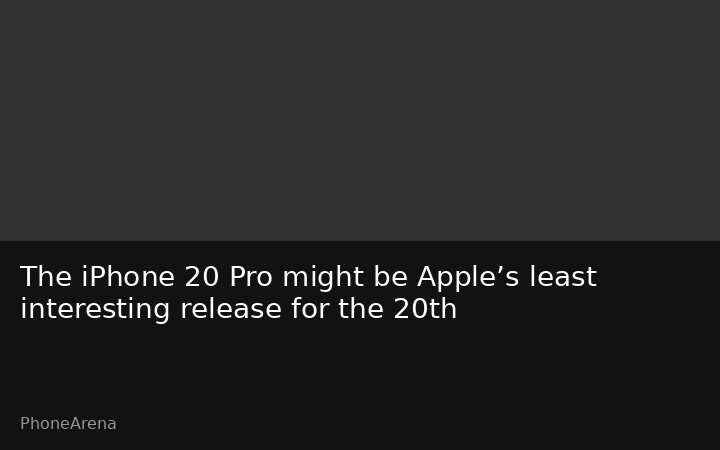 The iPhone 20 Pro might be Apple’s least
interesting release for the 20th
PhoneArena